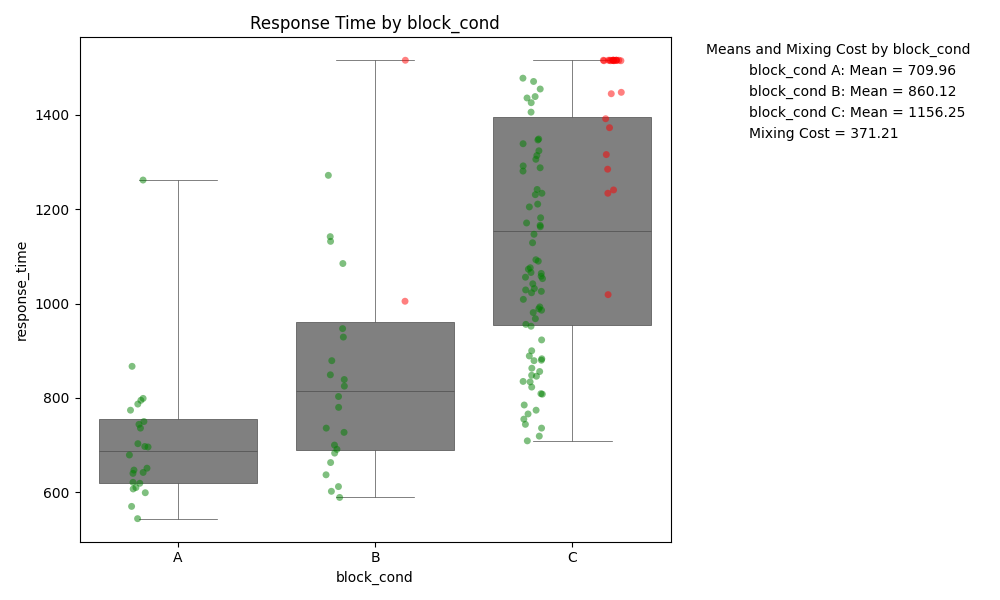 Response Time by block_cond
Means and Mixing Cost by block_cond
block_cond A: Mean = 709.96
block_cond B: Mean = 860.12
block_cond C: Mean = 1156.25
Mixing Cost = 371.21
response_time
1400
1200
1000
800
600
A
B
C
block_cond